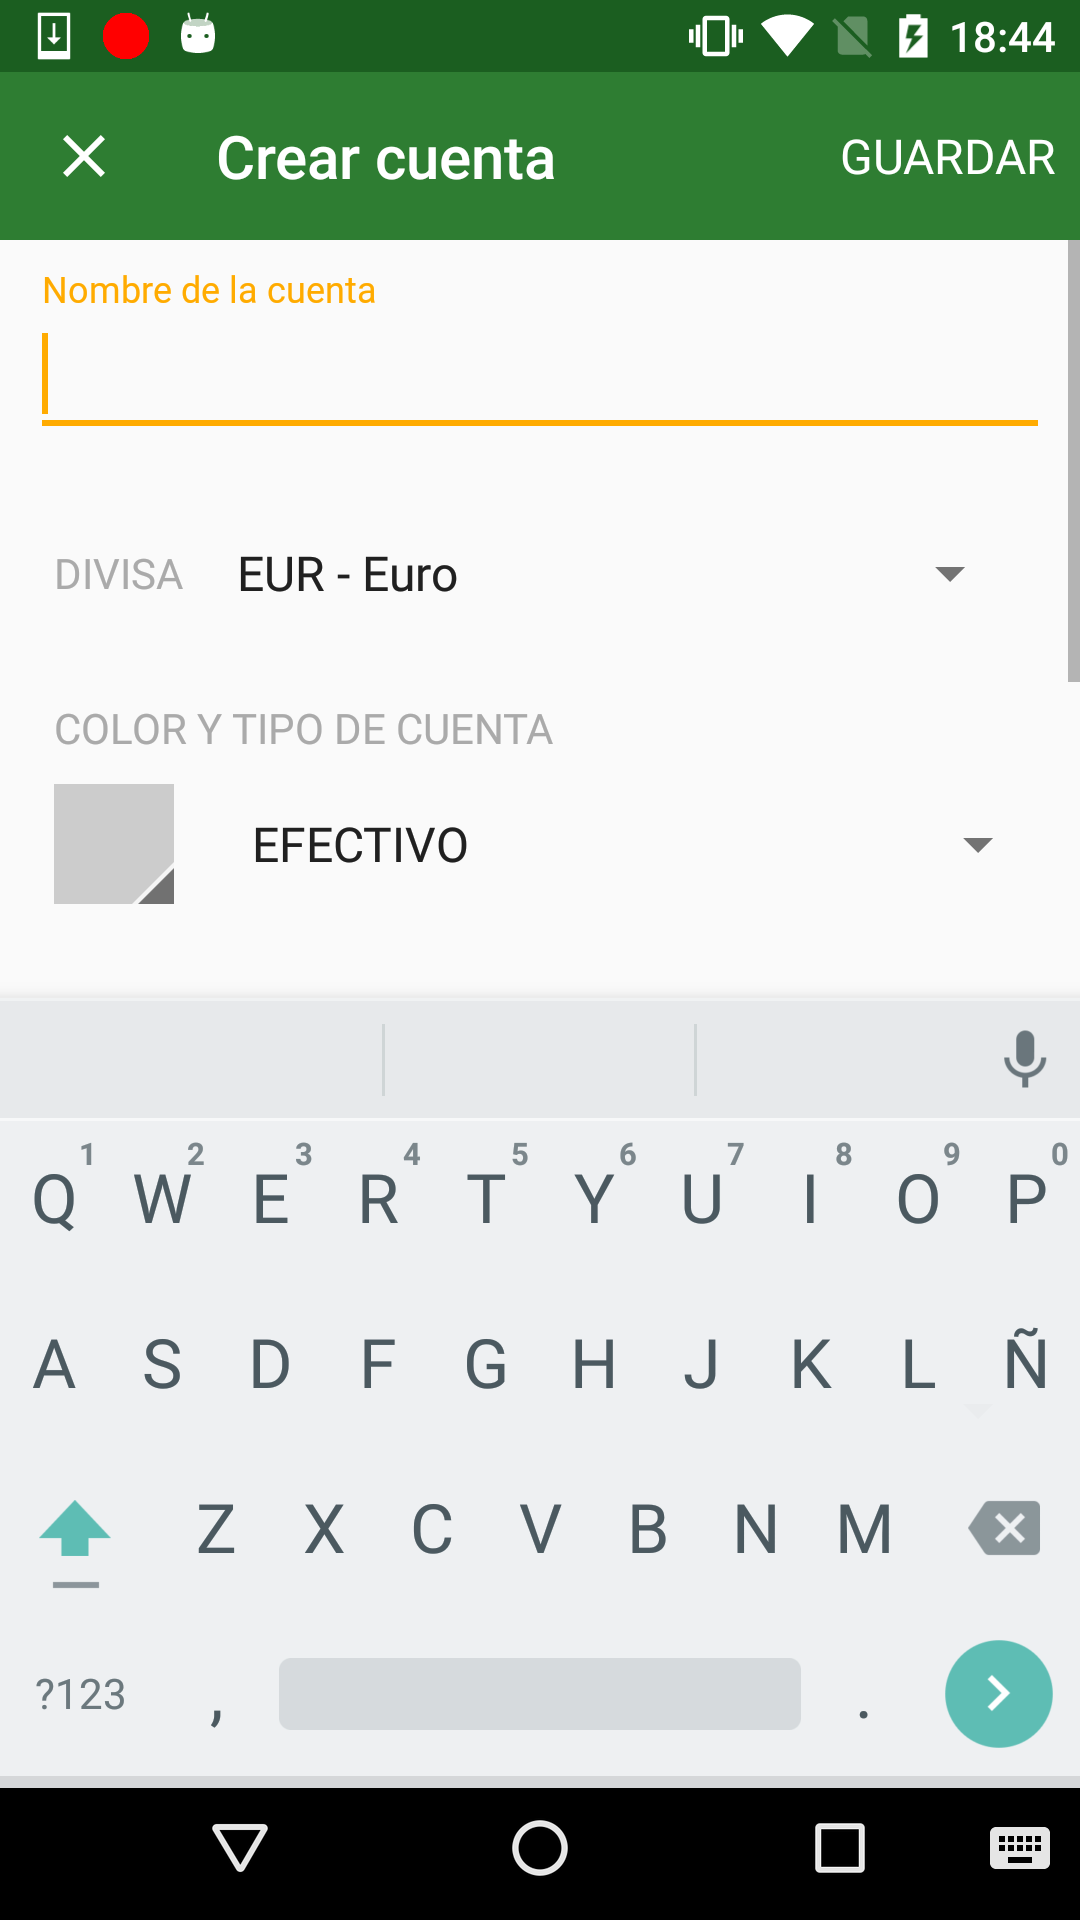 18:44
Crear cuenta GUARDAR
Nombre de la cuenta
DIVISA EUR - Euro
COLOR Y TIPO DE CUENTA
EFECTIVO
1 2 3 4 5 6 7 8 9 0
Q W E R T Y U I O P
A S D F G H J K L Ñ
Z X C V B N M
?123 , .